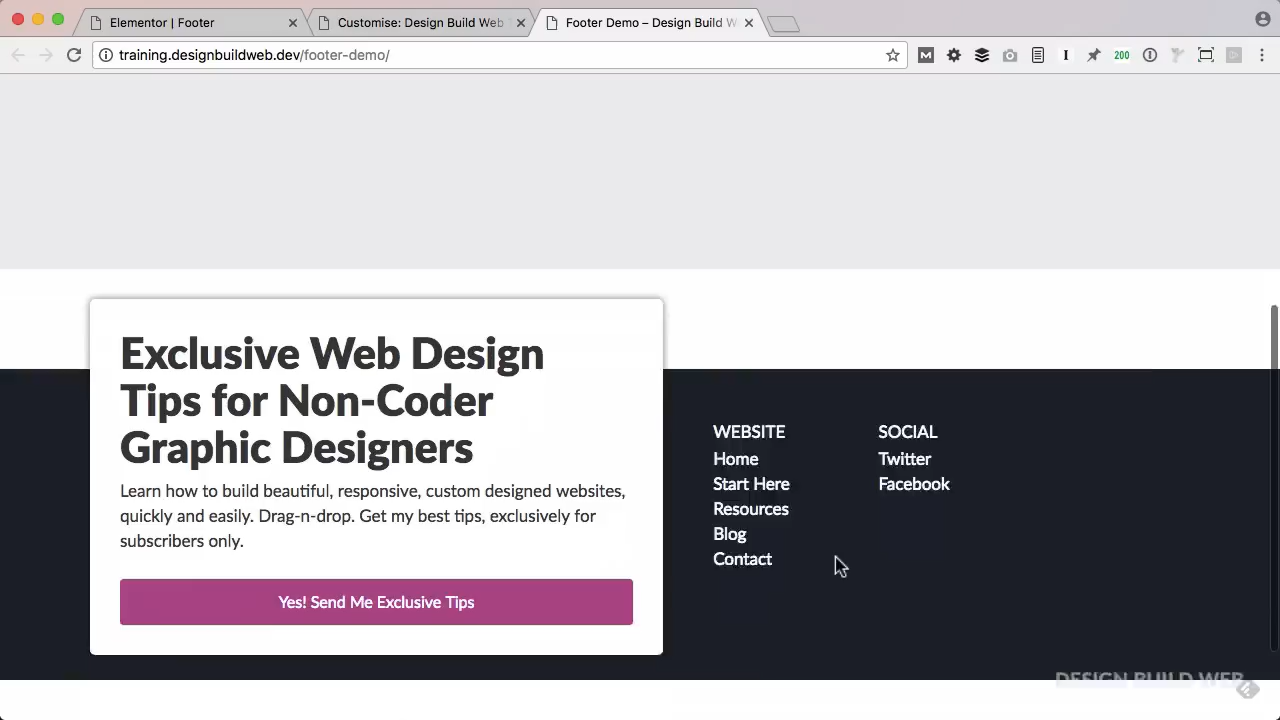 Elementor | Footer
Customise: Design Build Web
Footer Demo – Design Build W
training.designbuildweb.dev/footer-demo/
M
I
200
Exclusive Web Design
Tips for Non-Coder
Graphic Designers
Learn how to build beautiful, responsive, custom designed websites,
quickly and easily. Drag-n-drop. Get my best tips, exclusively for
subscribers only.
Yes! Send Me Exclusive Tips
WEBSITE
Home
Start Here
Resources
Blog
Contact
SOCIAL
Twitter
Facebook
DESIGN BUILD WEB